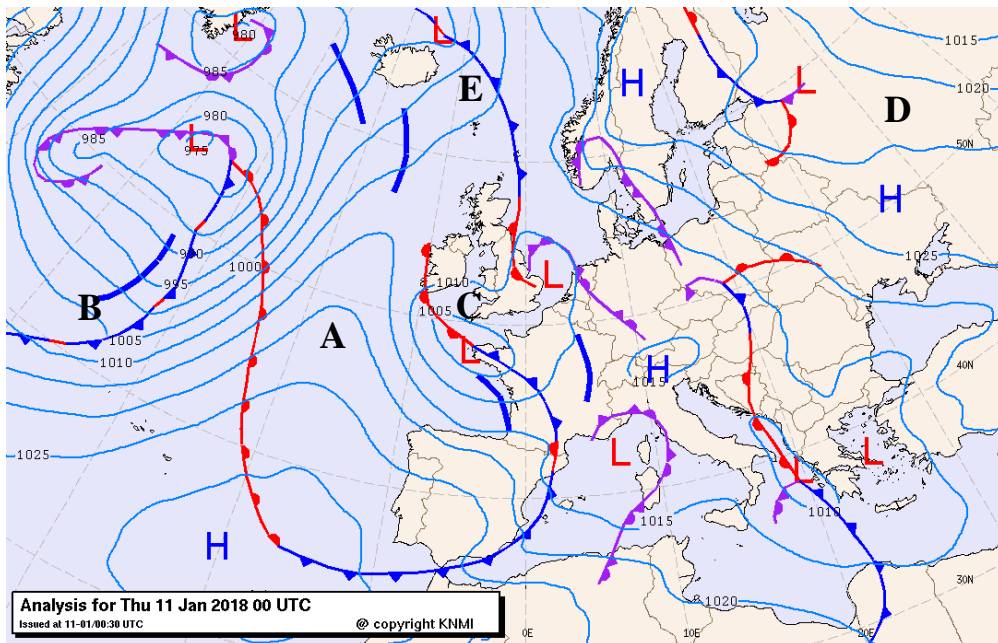 L
980
L
1015
985
E
H
L
980
1020
985
L
D
975
50N
H
990
1000
L
1010
1025
995
B
C
1005
A
1005
1010
L
40N
H
1015
1025
L
L
L
1010
1015
H
30N
1020
Analysis for Thu 11 Jan 2018 00 UTC
Issued at 11-01/00:30 UTC
@ copyright KNMI
0E
10E
20E